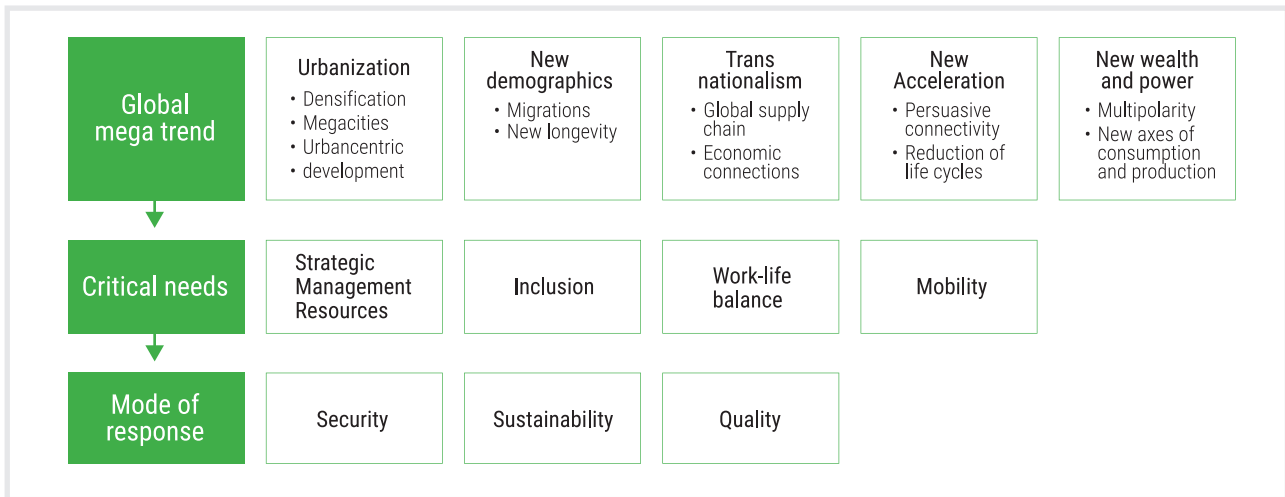 Global
mega trend
Urbanization
• Densification
• Megacities
• Urbancentric
• development
New
demographics
• Migrations
• New longevity
Trans
nationalism
• Global supply
chain
• Economic
connections
New
Acceleration
• Persuasive
connectivity
• Reduction of
life cycles
New wealth
and power
• Multipolarity
• New axes of
consumption
and production
Critical needs
Strategic
Management
Resources
Inclusion
Work-life
balance
Mobility
Mode of
response
Security
Sustainability
Quality